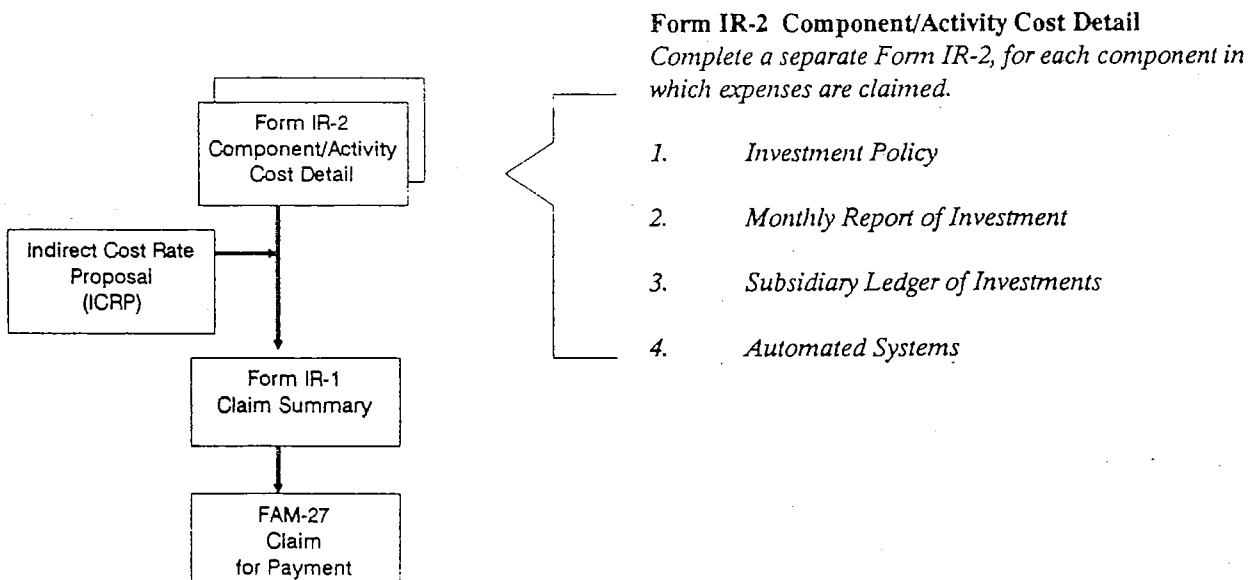 Form IR-2 Component/Activity Cost Detail
Complete a separate Form IR-2, for each component in
which expenses are claimed.
1. Investment Policy
2. Monthly Report of Investment
3. Subsidiary Ledger of Investments
4. Automated Systems
Form IR-2
Component/Activity
Cost Detail
Indirect Cost Rate
Proposal
(ICRP)
Form IR-1
Claim Summary
FAM-27
Claim
for Payment